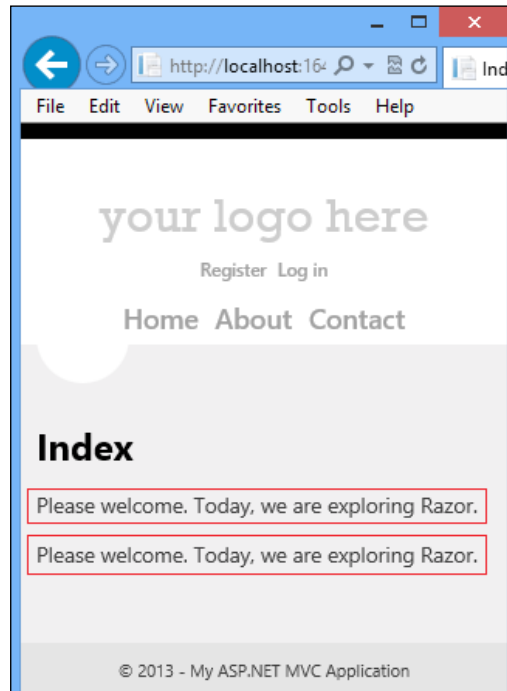 http://localhost:164
Ind
File Edit View Favorites Tools Help
your logo here
Register Log in
Home About Contact
Index
Please welcome. Today, we are exploring Razor.
Please welcome. Today, we are exploring Razor.
© 2013 - My ASP.NET MVC Application